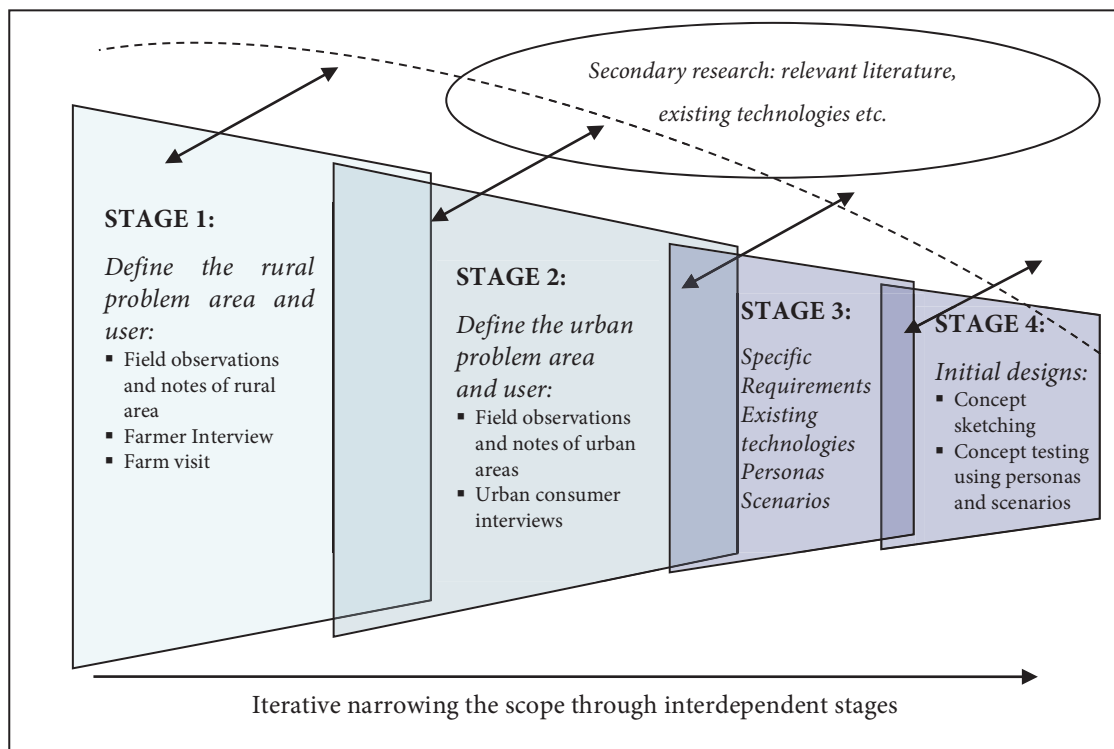 Secondary research: relevant literature,
existing technologies etc.
STAGE 1:
Define the rural
problem area and
user:
▪ Field observations
and notes of rural
area
▪ Farmer Interview
▪ Farm visit
STAGE 2:
Define the urban
problem area
and user:
▪ Field observations
and notes of urban
areas
▪ Urban consumer
interviews
STAGE 3:
Specific
Requirements
Existing
technologies
Personas
Scenarios
STAGE 4:
Initial designs:
▪ Concept
sketching
▪ Concept testing
using personas
and scenarios
Iterative narrowing the scope through interdependent stages